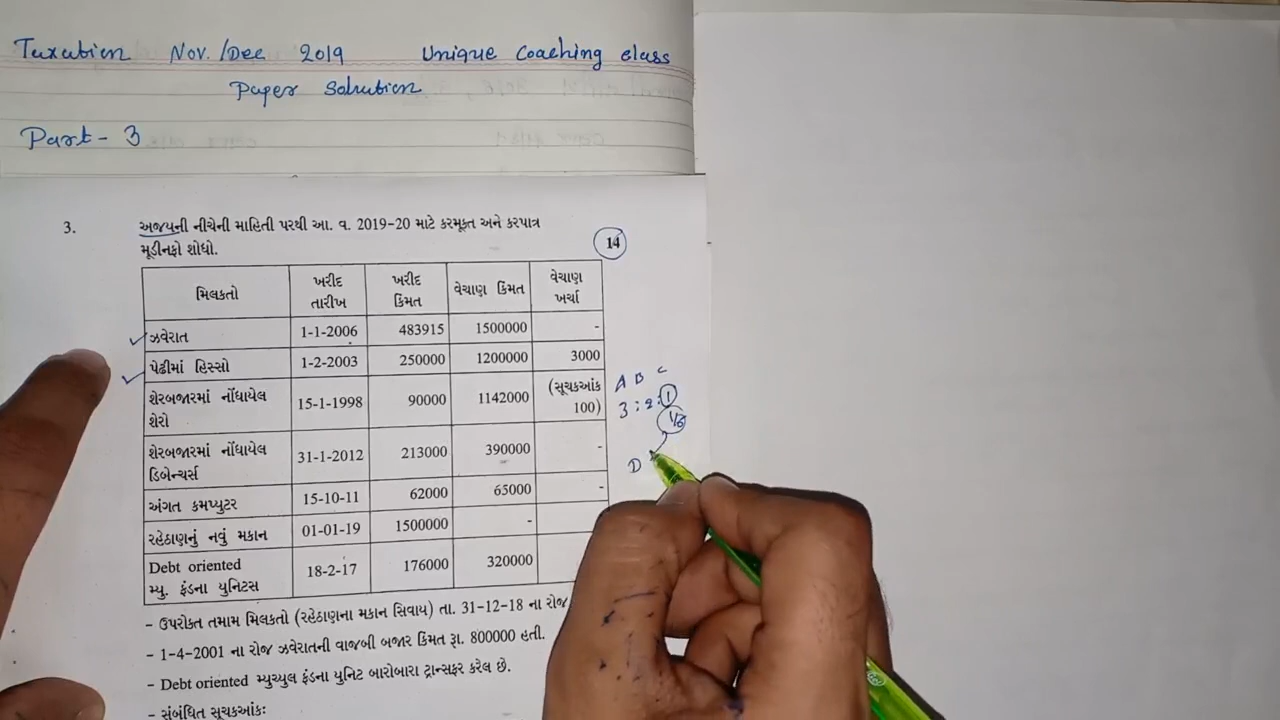 Taxation Nov./Dec 2019 Unique Coaching class
Paper Solution
Part- 3
3. અજયની નીચેની માહિતી પરથી આ. વ. 2019-20 માટે કરમૂક્ત અને કરપાત્ર
મૂડીનફો શોધો. 14
મિલકતો ખરીદ તારીખ ખરીદ કિંમત વેચાણ કિંમત વેચાણ ખર્ચા
ઝવેરાત 1-1-2006 483915 1500000 -
પેઢીમાં હિસ્સો 1-2-2003 250000 1200000 3000
શેરબજારમાં નોંધાયેલ શેરો 15-1-1998 90000 1142000 (સૂચકઆંક 100)
શેરબજારમાં નોંધાયેલ ડિબેન્ચર્સ 31-1-2012 213000 390000 -
અંગત કમપ્યુટર 15-10-11 62000 65000 -
રહેઠાણનું નવું મકાન 01-01-19 1500000 -
Debt oriented મ્યુ. ફંડના યુનિટસ 18-2-17 176000 320000
A B C
3 : 2 : 1
1/6
D
- ઉપરોક્ત તમામ મિલકતો (રહેઠાણના મકાન સિવાય) તા. 31-12-18 ના રોજ
- 1-4-2001 ના રોજ ઝવેરાતની વાજબી બજાર કિંમત રૂા. 800000 હતી.
- Debt oriented મ્યુચ્યુલ ફંડના યુનિટ બારોબારા ટ્રાન્સફર કરેલ છે.
- સંબંધિત સૂચકઆંકઃ